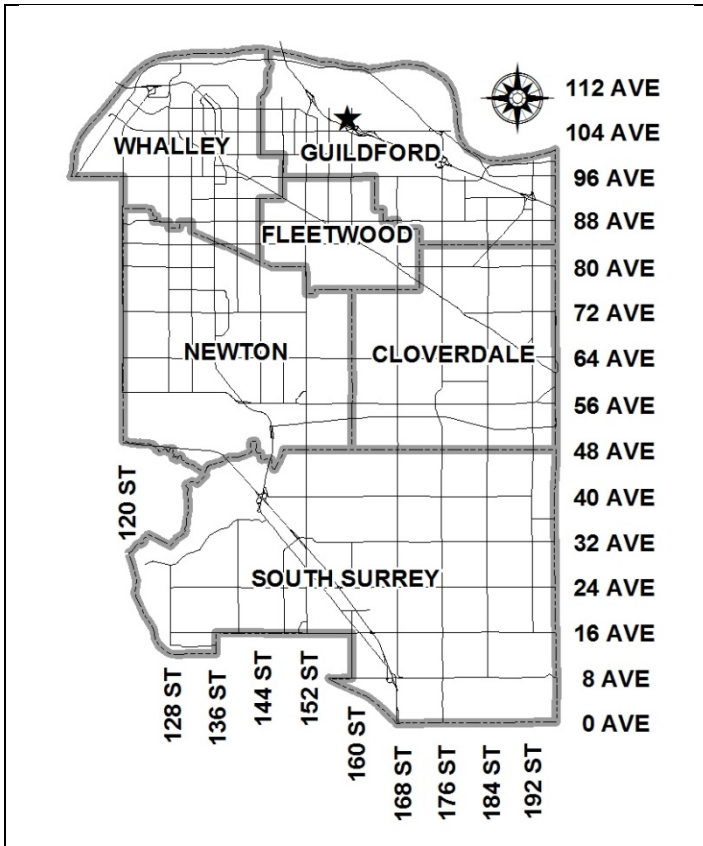 112 AVE
104 AVE
WHALLEY
GUILDFORD
96 AVE
88 AVE
FLEETWOOD
80 AVE
72 AVE
NEWTON
CLOVERDALE
64 AVE
56 AVE
48 AVE
120 ST
40 AVE
32 AVE
SOUTH SURREY
24 AVE
16 AVE
128 ST
136 ST
144 ST
152 ST
160 ST
8 AVE
0 AVE
168 ST
176 ST
184 ST
192 ST